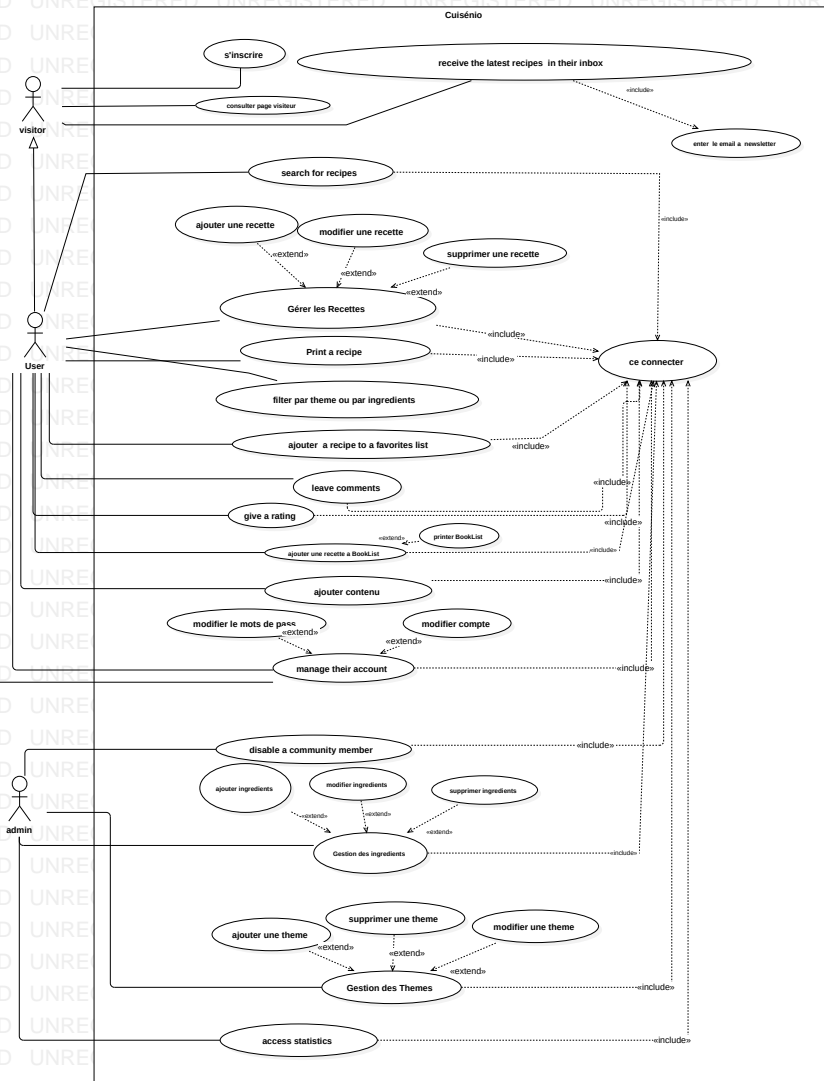 UNREGISTERED UNREGISTERED UNREGISTERED UNREGISTERED
Cuisénio
s'inscrire
receive the latest recipes in their inbox
«include»
consulter page visiteur
visitor
enter le email a newsletter
search for recipes
«include»
ajouter une recette
modifier une recette
«extend»
supprimer une recette
«extend»
«extend»
Gérer les Recettes
«include»
User
Print a recipe
«include»
ce connecter
filter par theme ou par ingredients
ajouter a recipe to a favorites list
«include»
leave comments
«include»
give a rating
«include»
«extend»
printer BookList
ajouter une recette a BookList
«include»
ajouter contenu
«include»
modifier le mots de pass
«extend»
modifier compte
«extend»
manage their account
«include»
disable a community member
«include»
ajouter ingredients
modifier ingredients
supprimer ingredients
«extend»
«extend»
«extend»
admin
Gestion des ingredients
«include»
ajouter une theme
supprimer une theme
modifier une theme
«extend»
«extend»
«extend»
Gestion des Themes
«include»
access statistics
«include»